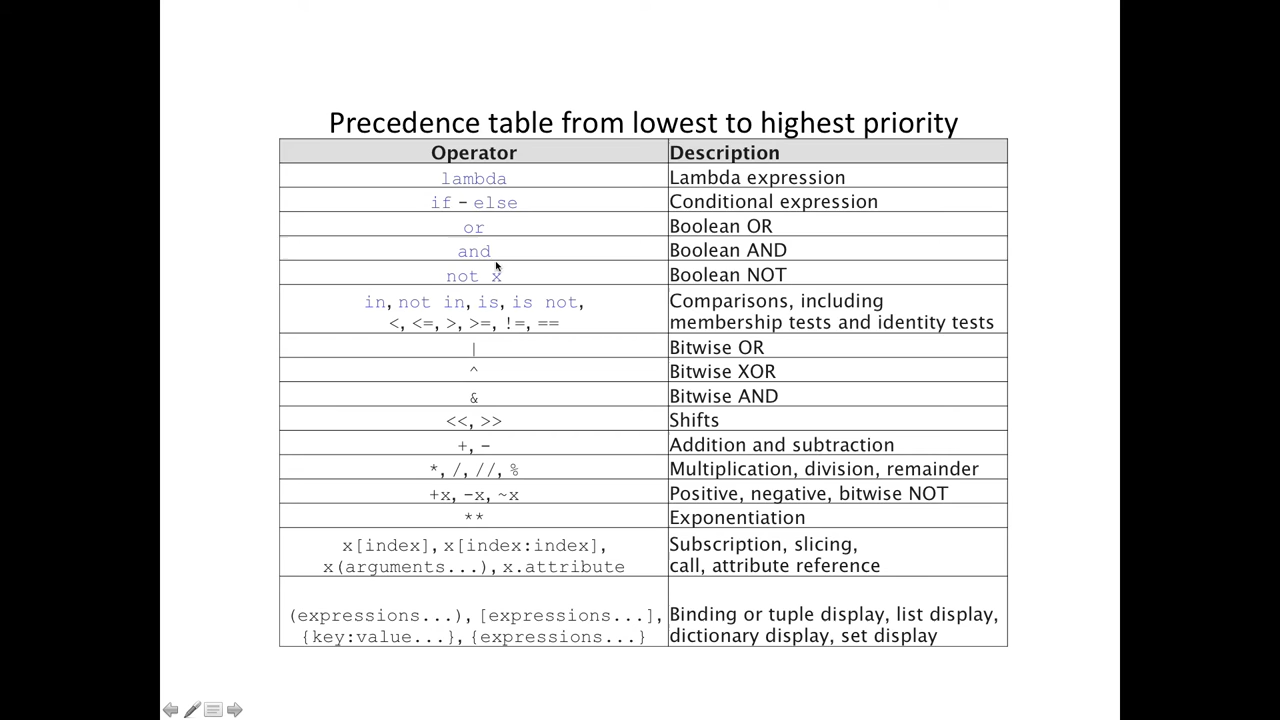 Precedence table from lowest to highest priority
Operator Description
lambda Lambda expression
if - else Conditional expression
or Boolean OR
and Boolean AND
not x Boolean NOT
in, not in, is, is not, Comparisons, including
<, <=, >, >=, !=, == membership tests and identity tests
| Bitwise OR
^ Bitwise XOR
& Bitwise AND
<<, >> Shifts
+, - Addition and subtraction
*, /, //, % Multiplication, division, remainder
+x, -x, ~x Positive, negative, bitwise NOT
** Exponentiation
x[index], x[index:index], Subscription, slicing,
x(arguments...), x.attribute call, attribute reference
(expressions...), [expressions...], Binding or tuple display, list display,
{key:value...}, {expressions...} dictionary display, set display